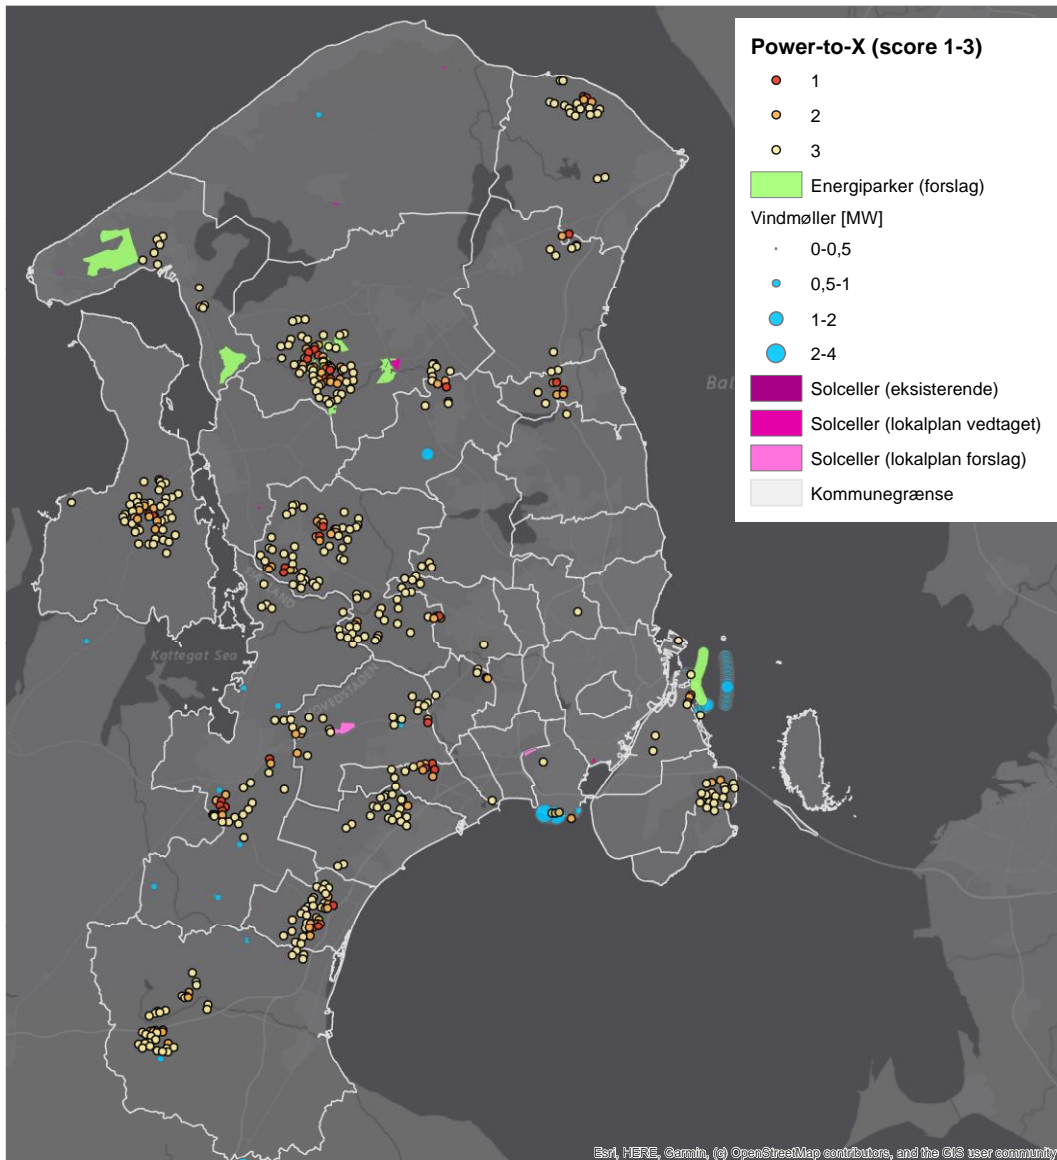 Power-to-X (score 1-3)
1
2
3
Energiparker (forslag)
Vindmøller [MW]
0-0,5
0,5-1
1-2
2-4
Solceller (eksisterende)
Solceller (lokalplan vedtaget)
Solceller (lokalplan forslag)
Kommunegrænse
Bal
Kattegat Sea
HOVEDSTADEN
Esri, HERE, Garmin, (c) OpenStreetMap contributors, and the GIS user community